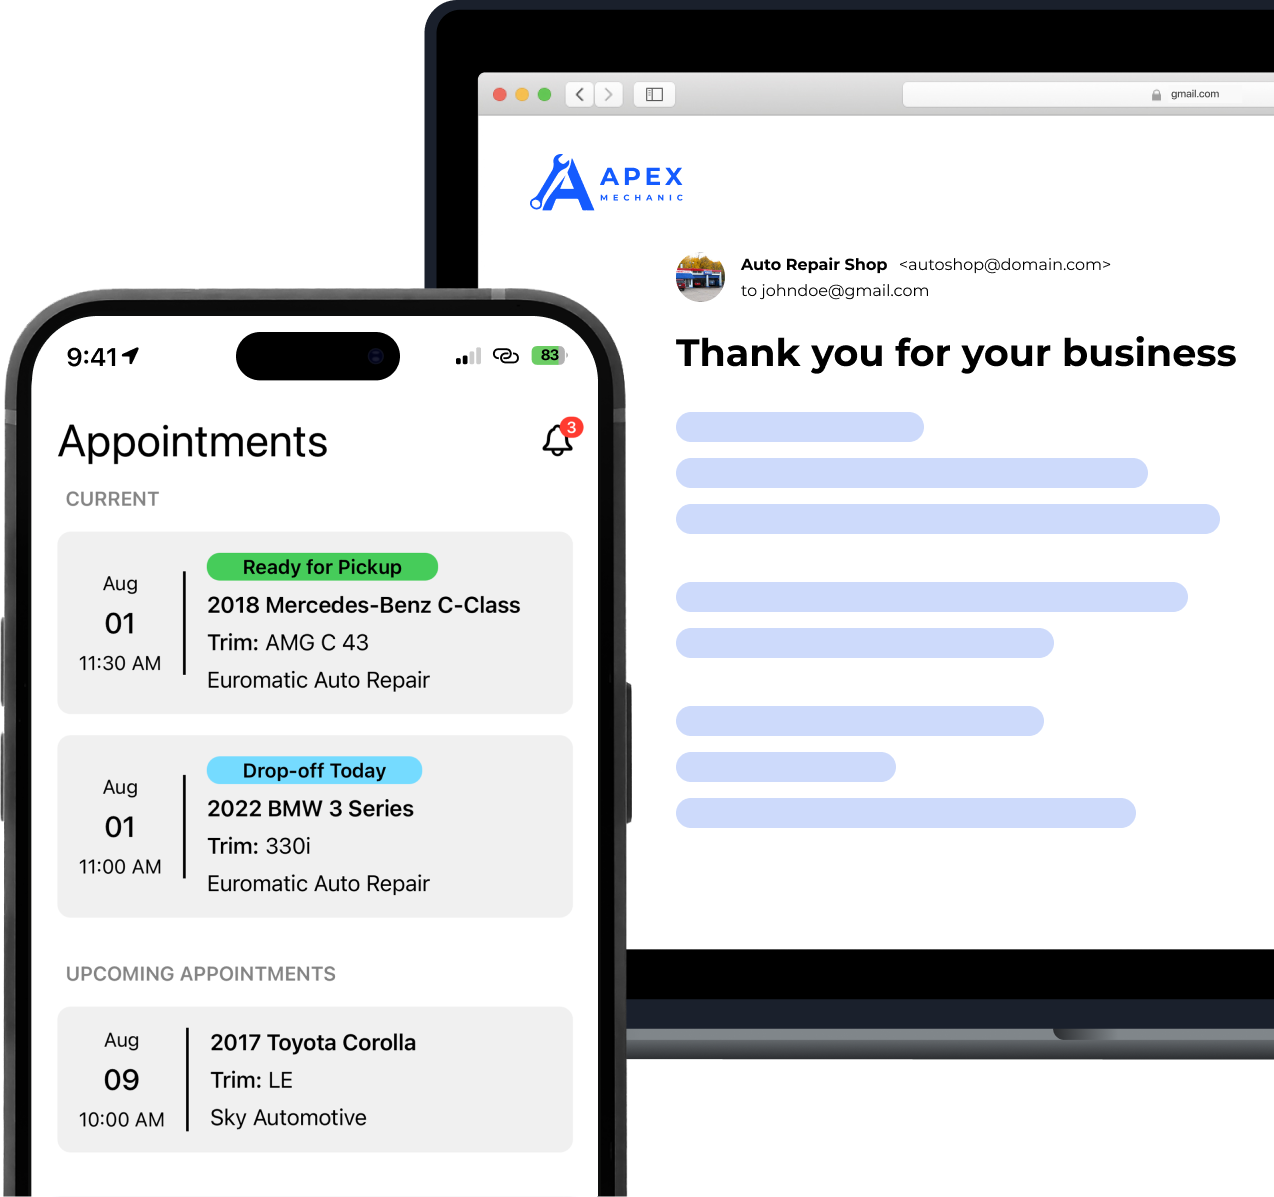 gmail.com
APEX
MECHANIC
Auto Repair Shop <autoshop@domain.com>
to johndoe@gmail.com
Thank you for your business
9:41
83
Appointments
3
CURRENT
Aug
01
11:30 AM
Ready for Pickup
2018 Mercedes-Benz C-Class
Trim: AMG C 43
Euromatic Auto Repair
Aug
01
11:00 AM
Drop-off Today
2022 BMW 3 Series
Trim: 330i
Euromatic Auto Repair
UPCOMING APPOINTMENTS
Aug
09
10:00 AM
2017 Toyota Corolla
Trim: LE
Sky Automotive